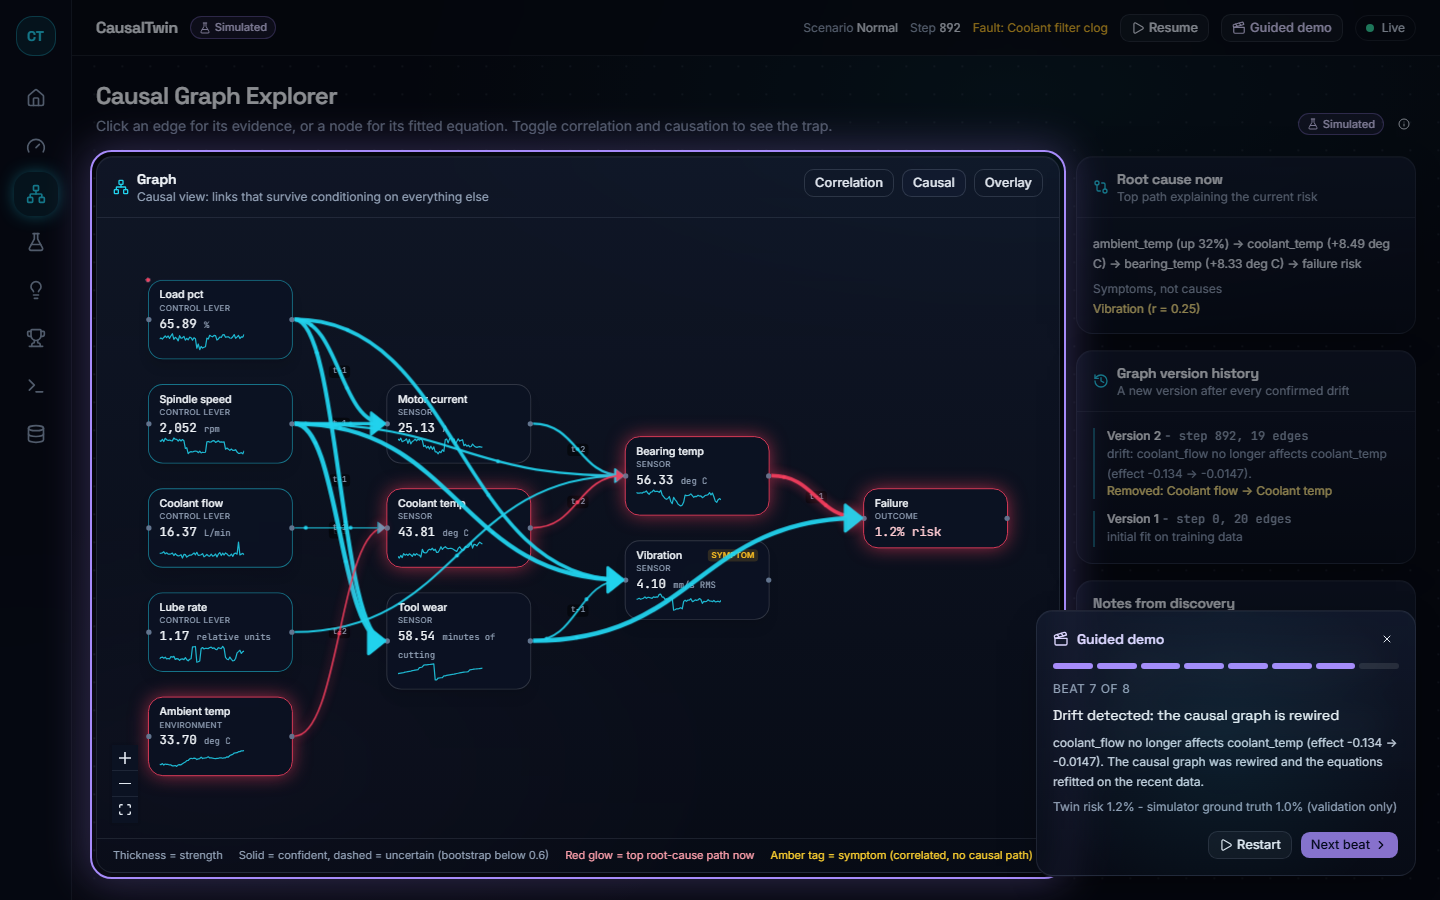 CT
CausalTwin
Simulated
Scenario Normal
Step 892
Fault: Coolant filter clog
Resume
Guided demo
Live
Causal Graph Explorer
Click an edge for its evidence, or a node for its fitted equation. Toggle correlation and causation to see the trap.
Simulated
Graph
Causal view: links that survive conditioning on everything else
Correlation
Causal
Overlay
Load pct
CONTROL LEVER
65.89 %
Spindle speed
CONTROL LEVER
2,052 rpm
Coolant flow
CONTROL LEVER
16.37 L/min
Lube rate
CONTROL LEVER
1.17 relative units
Ambient temp
ENVIRONMENT
33.70 deg C
t-1
t-1
t-2
Motor current
SENSOR
25.13
Coolant temp
SENSOR
43.81 deg C
Tool wear
SENSOR
58.54 minutes of
cutting
t-2
t-2
t-1
Bearing temp
SENSOR
56.33 deg C
Vibration
SYMPTOM
SENSOR
4.10 mm/s RMS
t-1
Failure
OUTCOME
1.2% risk
Thickness = strength
Solid = confident, dashed = uncertain (bootstrap below 0.6)
Red glow = top root-cause path now
Amber tag = symptom (correlated, no causal path)
Root cause now
Top path explaining the current risk
ambient_temp (up 32%) → coolant_temp (+8.49 deg
C) → bearing_temp (+8.33 deg C) → failure risk
Symptoms, not causes
Vibration (r = 0.25)
Graph version history
A new version after every confirmed drift
Version 2 - step 892, 19 edges
drift: coolant_flow no longer affects coolant_temp
(effect -0.134 → -0.0147).
Removed: Coolant flow → Coolant temp
Version 1 - step 0, 20 edges
initial fit on training data
Notes from discovery
Guided demo
BEAT 7 OF 8
Drift detected: the causal graph is rewired
coolant_flow no longer affects coolant_temp (effect -0.134 →
-0.0147). The causal graph was rewired and the equations
refitted on the recent data.
Twin risk 1.2% - simulator ground truth 1.0% (validation only)
Restart
Next beat